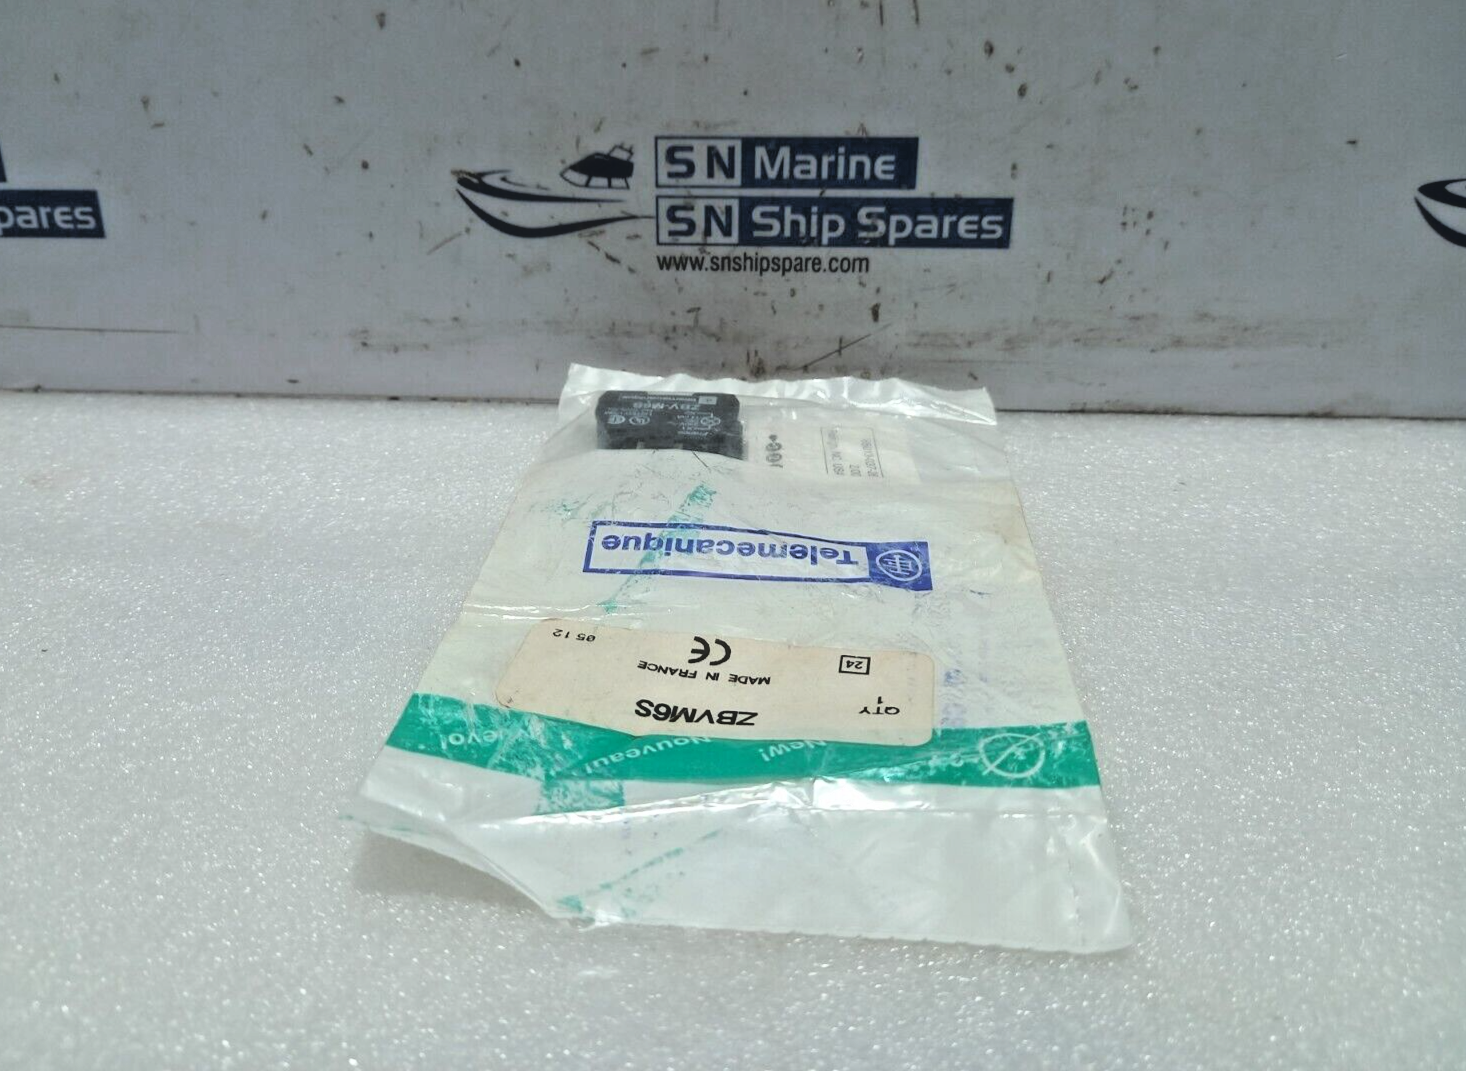 SN Marine
SN Ship Spares
www.snshipspare.com
pares
ZBV-M6S
Telemecanique
05 12
CE
24
MADE IN FRANCE
QTY
1
ZBVM6S
New!
Nouveau!